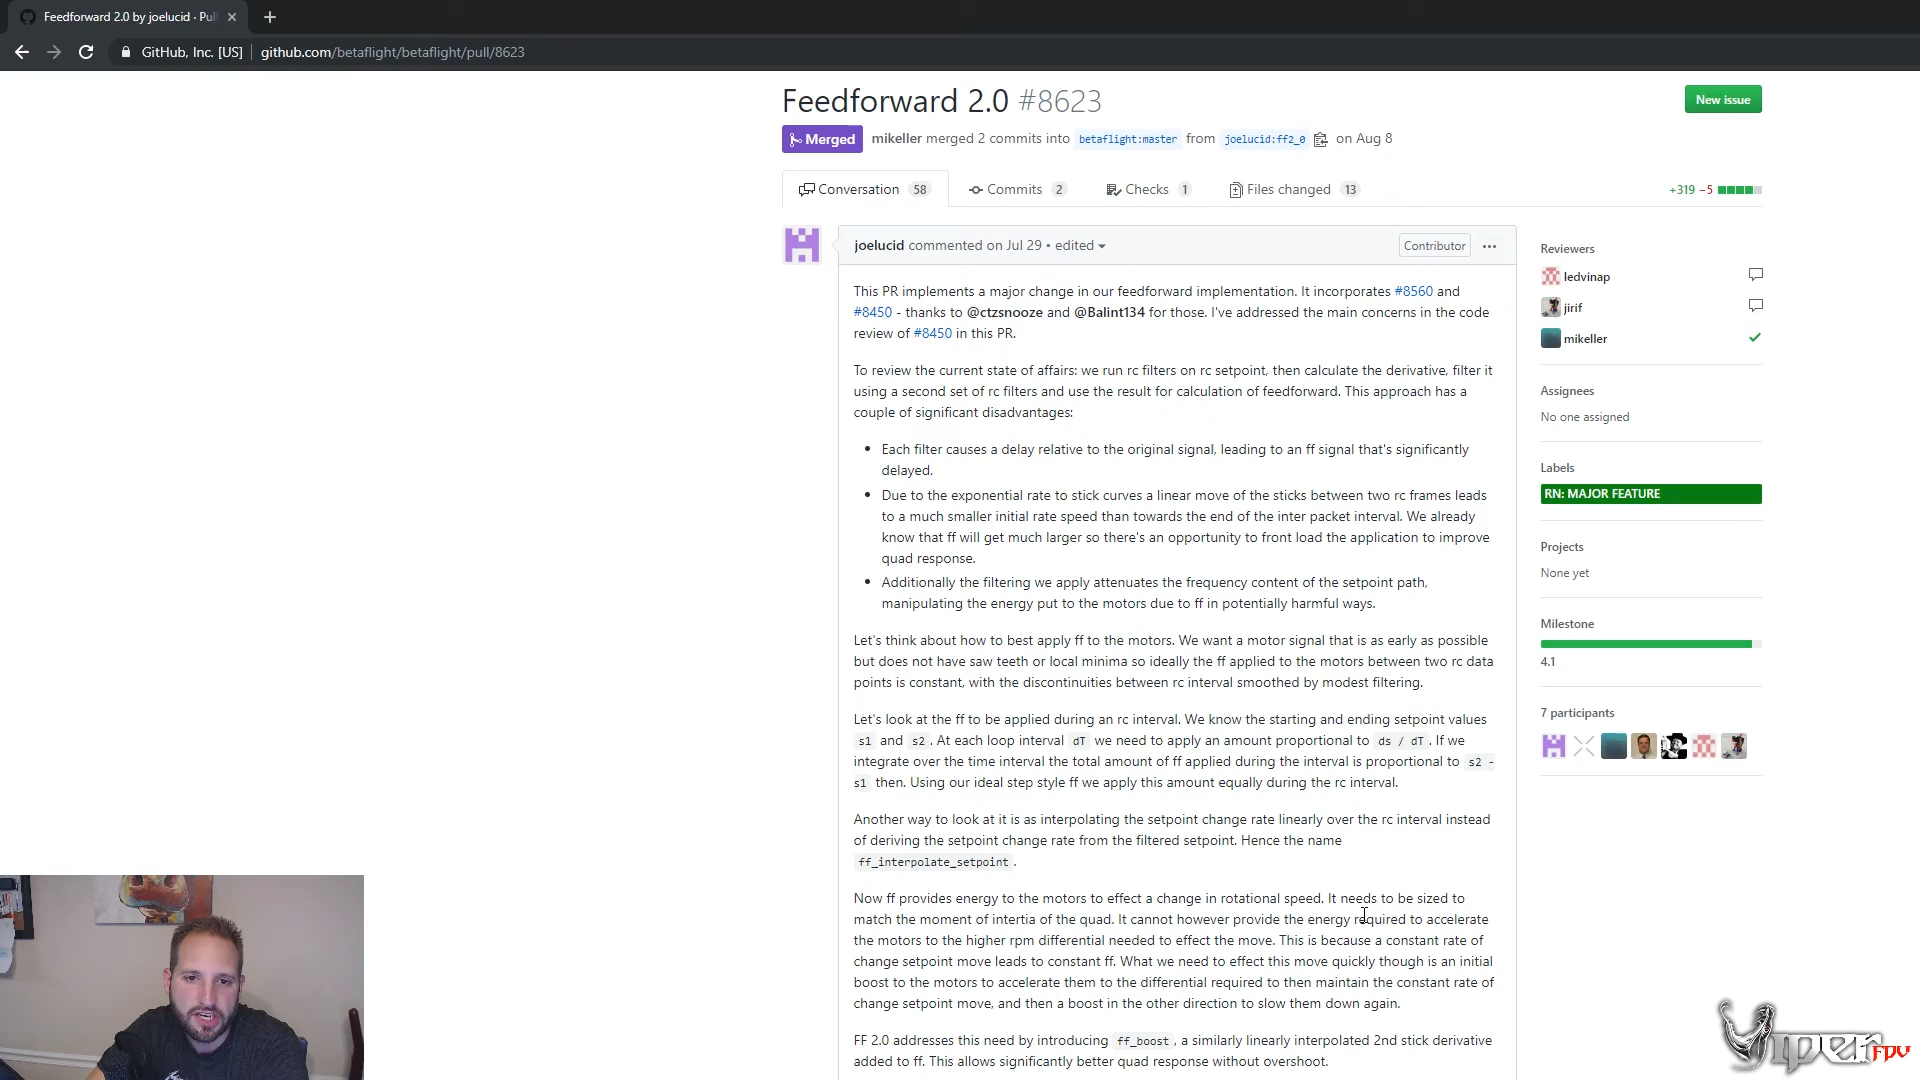 Feedforward 2.0 by joelucid · Pul
GitHub, Inc. [US] github.com/betaflight/betaflight/pull/8623
Feedforward 2.0 #8623
New issue
Merged mikeller merged 2 commits into betaflight:master from joelucid:ff2_0 on Aug 8
Conversation 58 Commits 2 Checks 1 Files changed 13 +319 −5
joelucid commented on Jul 29 • edited Contributor
This PR implements a major change in our feedforward implementation. It incorporates #8560 and
#8450 - thanks to @ctzsnooze and @Balint134 for those. I've addressed the main concerns in the code
review of #8450 in this PR.
To review the current state of affairs: we run rc filters on rc setpoint, then calculate the derivative, filter it
using a second set of rc filters and use the result for calculation of feedforward. This approach has a
couple of significant disadvantages:
• Each filter causes a delay relative to the original signal, leading to an ff signal that's significantly
delayed.
• Due to the exponential rate to stick curves a linear move of the sticks between two rc frames leads
to a much smaller initial rate speed than towards the end of the inter packet interval. We already
know that ff will get much larger so there's an opportunity to front load the application to improve
quad response.
• Additionally the filtering we apply attenuates the frequency content of the setpoint path,
manipulating the energy put to the motors due to ff in potentially harmful ways.
Let's think about how to best apply ff to the motors. We want a motor signal that is as early as possible
but does not have saw teeth or local minima so ideally the ff applied to the motors between two rc data
points is constant, with the discontinuities between rc interval smoothed by modest filtering.
Let's look at the ff to be applied during an rc interval. We know the starting and ending setpoint values
s1 and s2. At each loop interval dT we need to apply an amount proportional to ds / dT. If we
integrate over the time interval the total amount of ff applied during the interval is proportional to s2 -
s1 then. Using our ideal step style ff we apply this amount equally during the rc interval.
Another way to look at it is as interpolating the setpoint change rate linearly over the rc interval instead
of deriving the setpoint change rate from the filtered setpoint. Hence the name
ff_interpolate_setpoint.
Now ff provides energy to the motors to effect a change in rotational speed. It needs to be sized to
match the moment of intertia of the quad. It cannot however provide the energy required to accelerate
the motors to the higher rpm differential needed to effect the move. This is because a constant rate of
change setpoint move leads to constant ff. What we need to effect this move quickly though is an initial
boost to the motors to accelerate them to the differential required to then maintain the constant rate of
change setpoint move, and then a boost in the other direction to slow them down again.
FF 2.0 addresses this need by introducing ff_boost, a similarly linearly interpolated 2nd stick derivative
added to ff. This allows significantly better quad response without overshoot.
Reviewers
ledvinap
jirif
mikeller
Assignees
No one assigned
Labels
RN: MAJOR FEATURE
Projects
None yet
Milestone
4.1
7 participants
Viper FPV